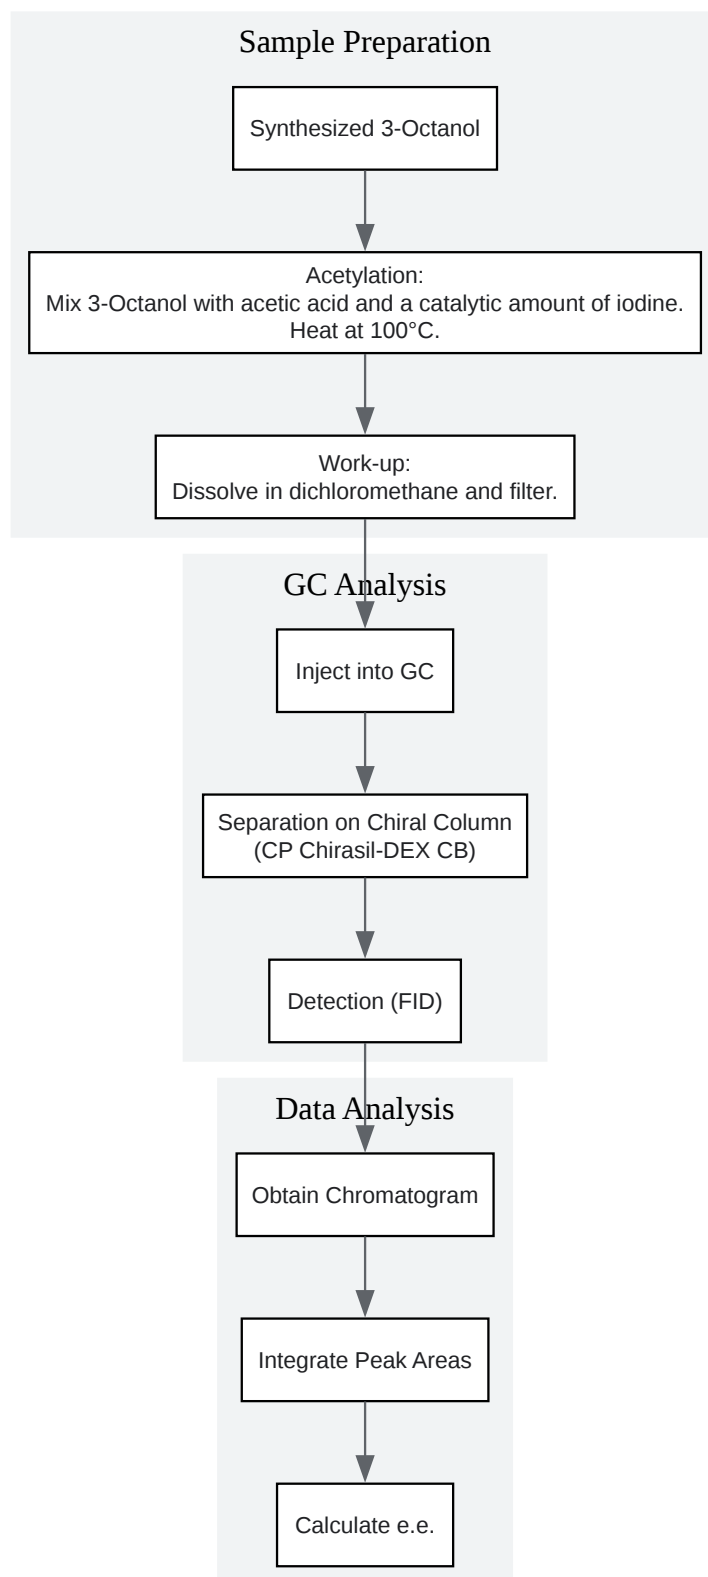 Sample Preparation
Synthesized 3-Octanol
Acetylation:
Mix 3-Octanol with acetic acid and a catalytic amount of iodine.
Heat at 100°C.
Work-up:
Dissolve in dichloromethane and filter.
GC Analysis
Inject into GC
Separation on Chiral Column
(CP Chirasil-DEX CB)
Detection (FID)
Data Analysis
Obtain Chromatogram
Integrate Peak Areas
Calculate e.e.